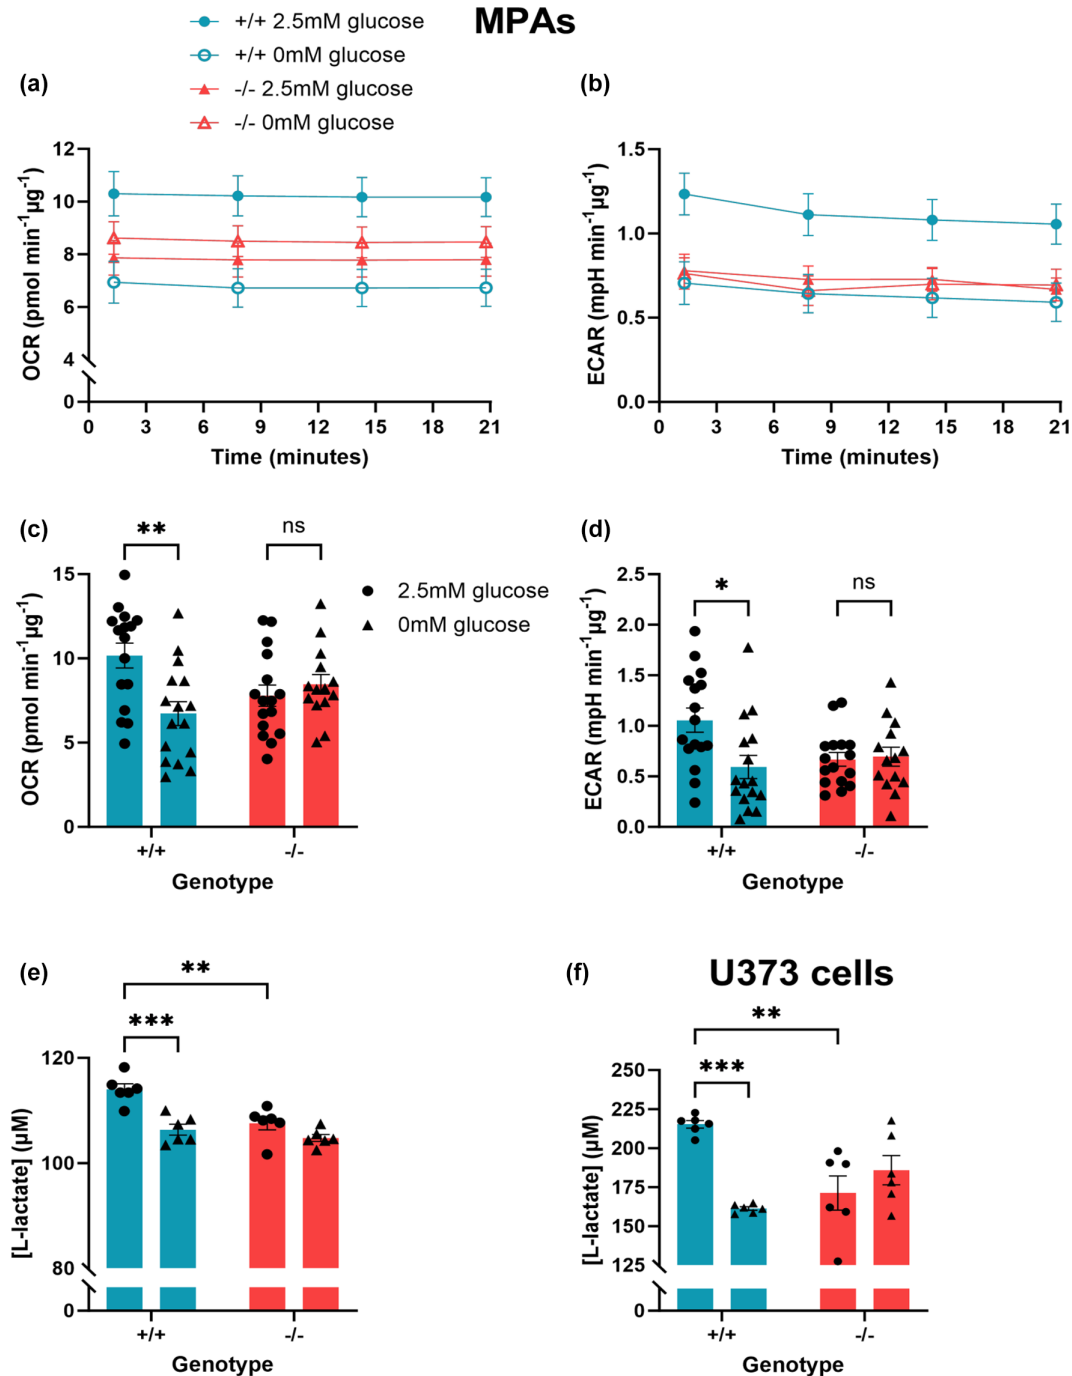 MPAs
+/+ 2.5mM glucose
+/+ 0mM glucose
-/- 2.5mM glucose
-/- 0mM glucose
(a)
OCR (pmol min⁻¹µg⁻¹)
12
10
8
6
4
0
0 3 6 9 12 15 18 21
Time (minutes)
(b)
ECAR (mpH min⁻¹µg⁻¹)
1.5
1.0
0.5
0.0
0 3 6 9 12 15 18 21
Time (minutes)
(c)
** ns
OCR (pmol min⁻¹µg⁻¹)
15
10
5
0
+/+ -/-
Genotype
2.5mM glucose
0mM glucose
(d)
* ns
ECAR (mpH min⁻¹µg⁻¹)
2.5
2.0
1.5
1.0
0.5
0.0
+/+ -/-
Genotype
(e)
**
***
[L-lactate] (µM)
120
100
80
0
+/+ -/-
Genotype
(f)
U373 cells
**
***
[L-lactate] (µM)
250
225
200
175
150
125
0
+/+ -/-
Genotype